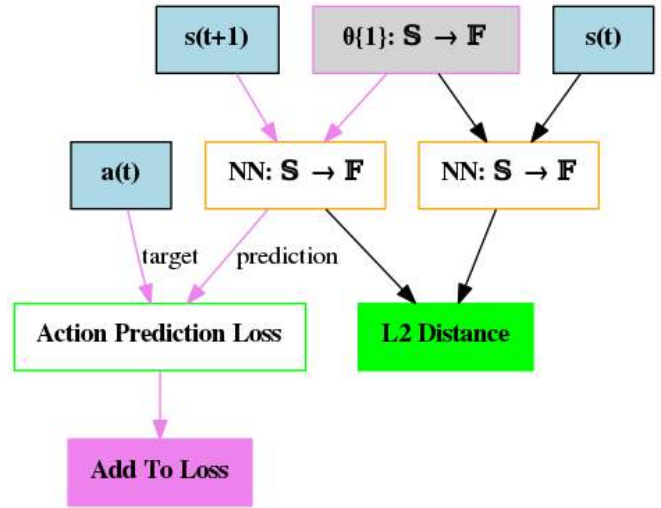 s(t+1)
θ{1}: 𝕊 → 𝔽
s(t)
a(t)
NN: 𝕊 → 𝔽
NN: 𝕊 → 𝔽
target
prediction
Action Prediction Loss
L2 Distance
Add To Loss